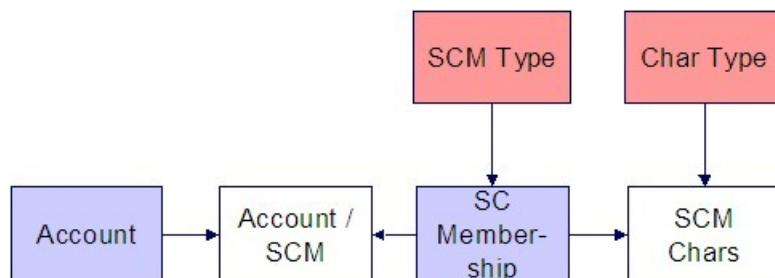 SCM Type
Char Type
Account
Account /
SCM
SC
Member-
ship
SCM
Chars